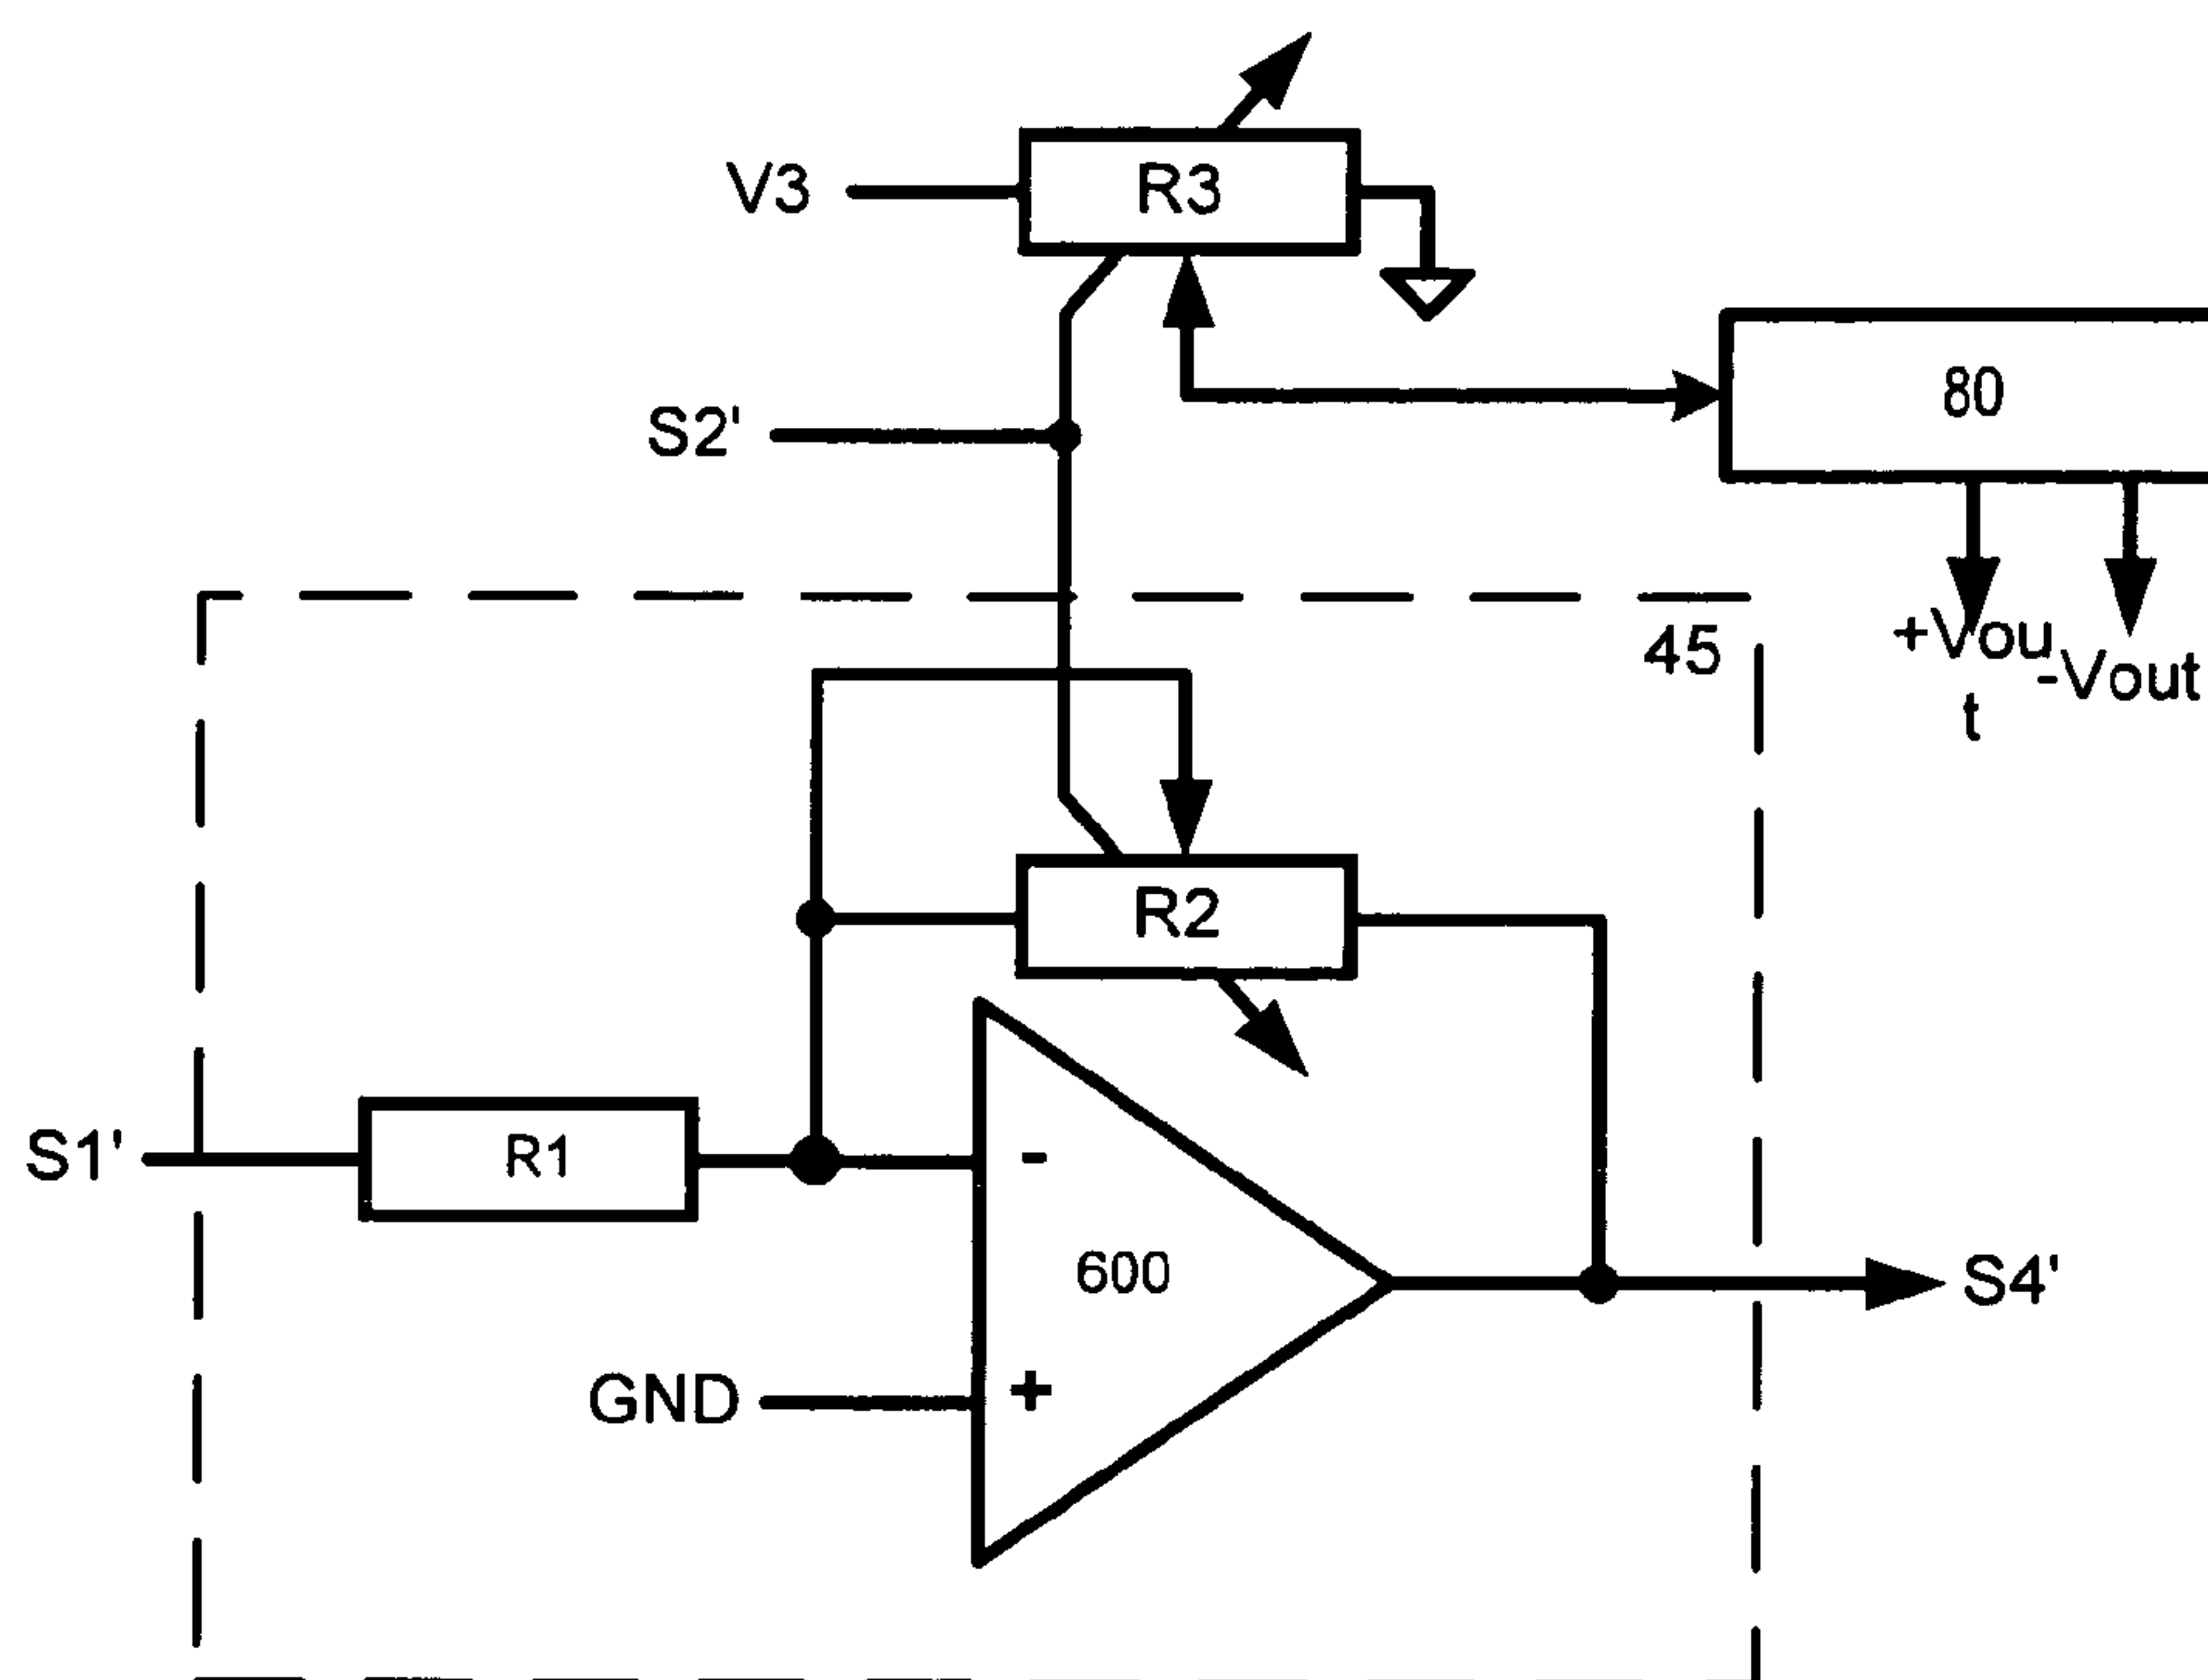 V3
R3
80
S2'
45
+Vou
t
-Vout
R2
S1'
R1
-
600
S4'
GND
+